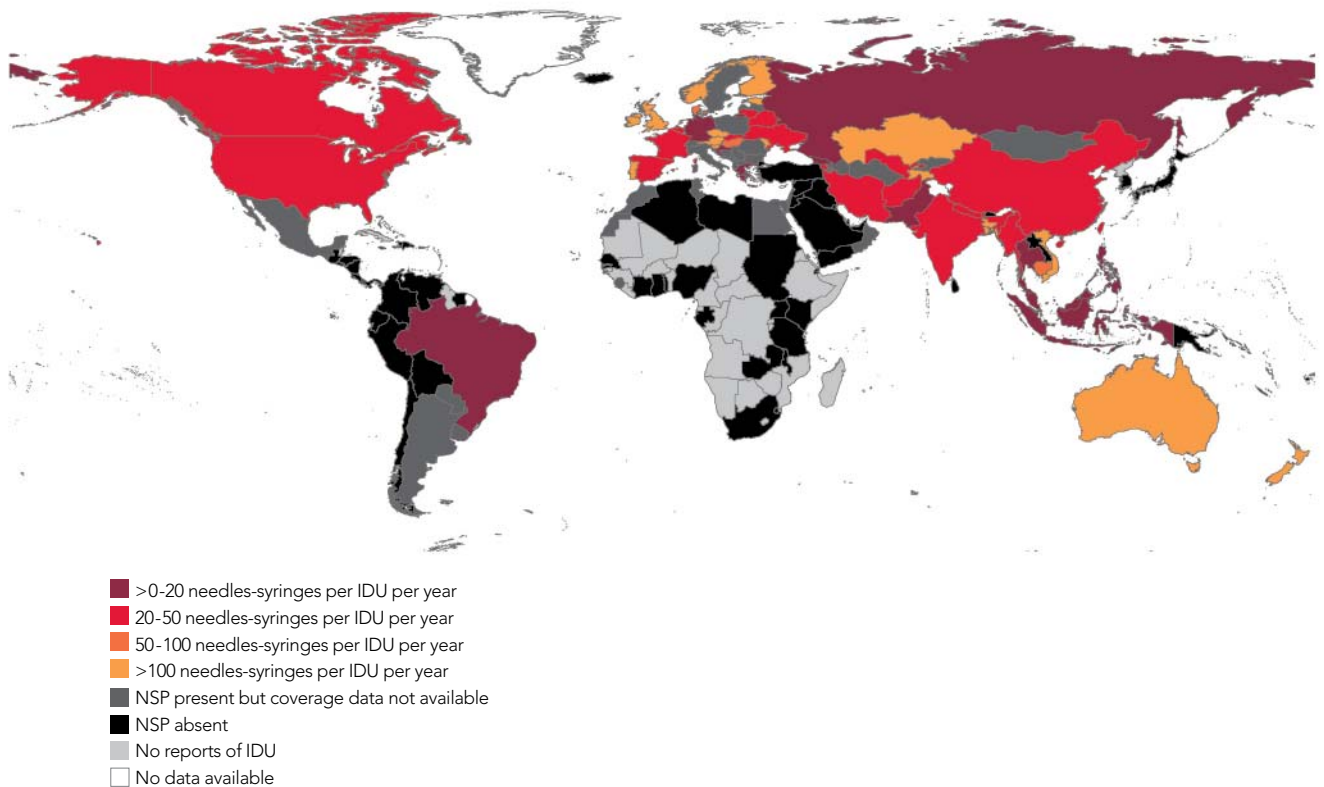 >0-20 needles-syringes per IDU per year
20-50 needles-syringes per IDU per year
50-100 needles-syringes per IDU per year
>100 needles-syringes per IDU per year
NSP present but coverage data not available
NSP absent
No reports of IDU
No data available